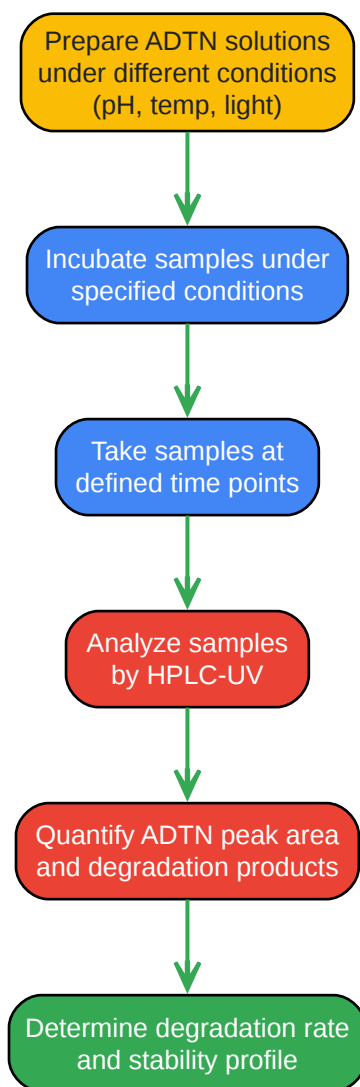 Prepare ADTN solutions
under different conditions
(pH, temp, light)
Incubate samples under
specified conditions
Take samples at
defined time points
Analyze samples
by HPLC-UV
Quantify ADTN peak area
and degradation products
Determine degradation rate
and stability profile